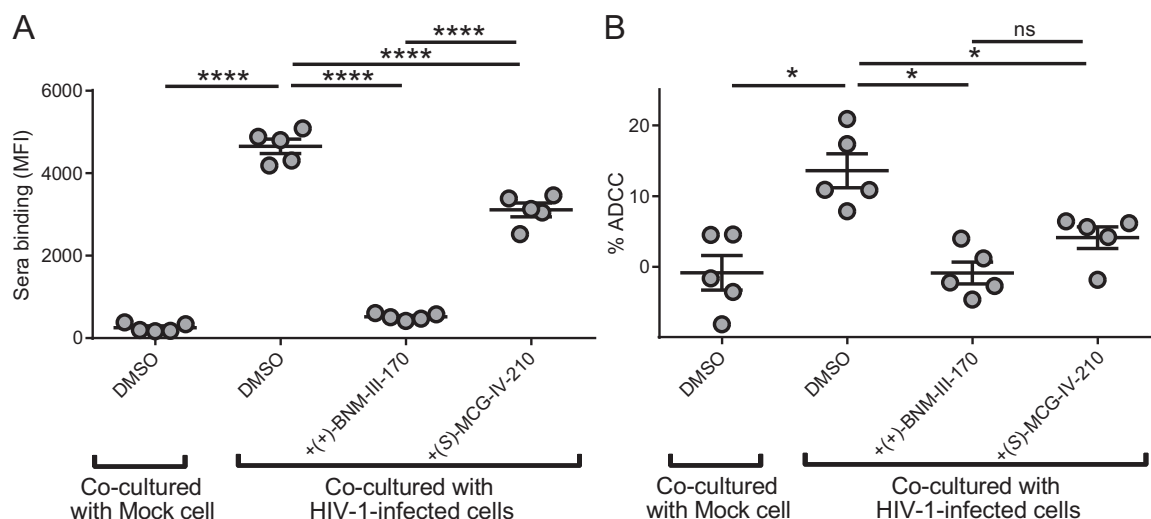 A
****
****
****
****
Sera binding (MFI)
6000
4000
2000
0
DMSO
DMSO
+(+)-BNM-III-170
+(S)-MCG-IV-210
Co-cultured
with Mock cell
Co-cultured with
HIV-1-infected cells
B
ns
*
*
*
% ADCC
20
10
0
DMSO
DMSO
+(+)-BNM-III-170
+(S)-MCG-IV-210
Co-cultured
with Mock cell
Co-cultured with
HIV-1-infected cells